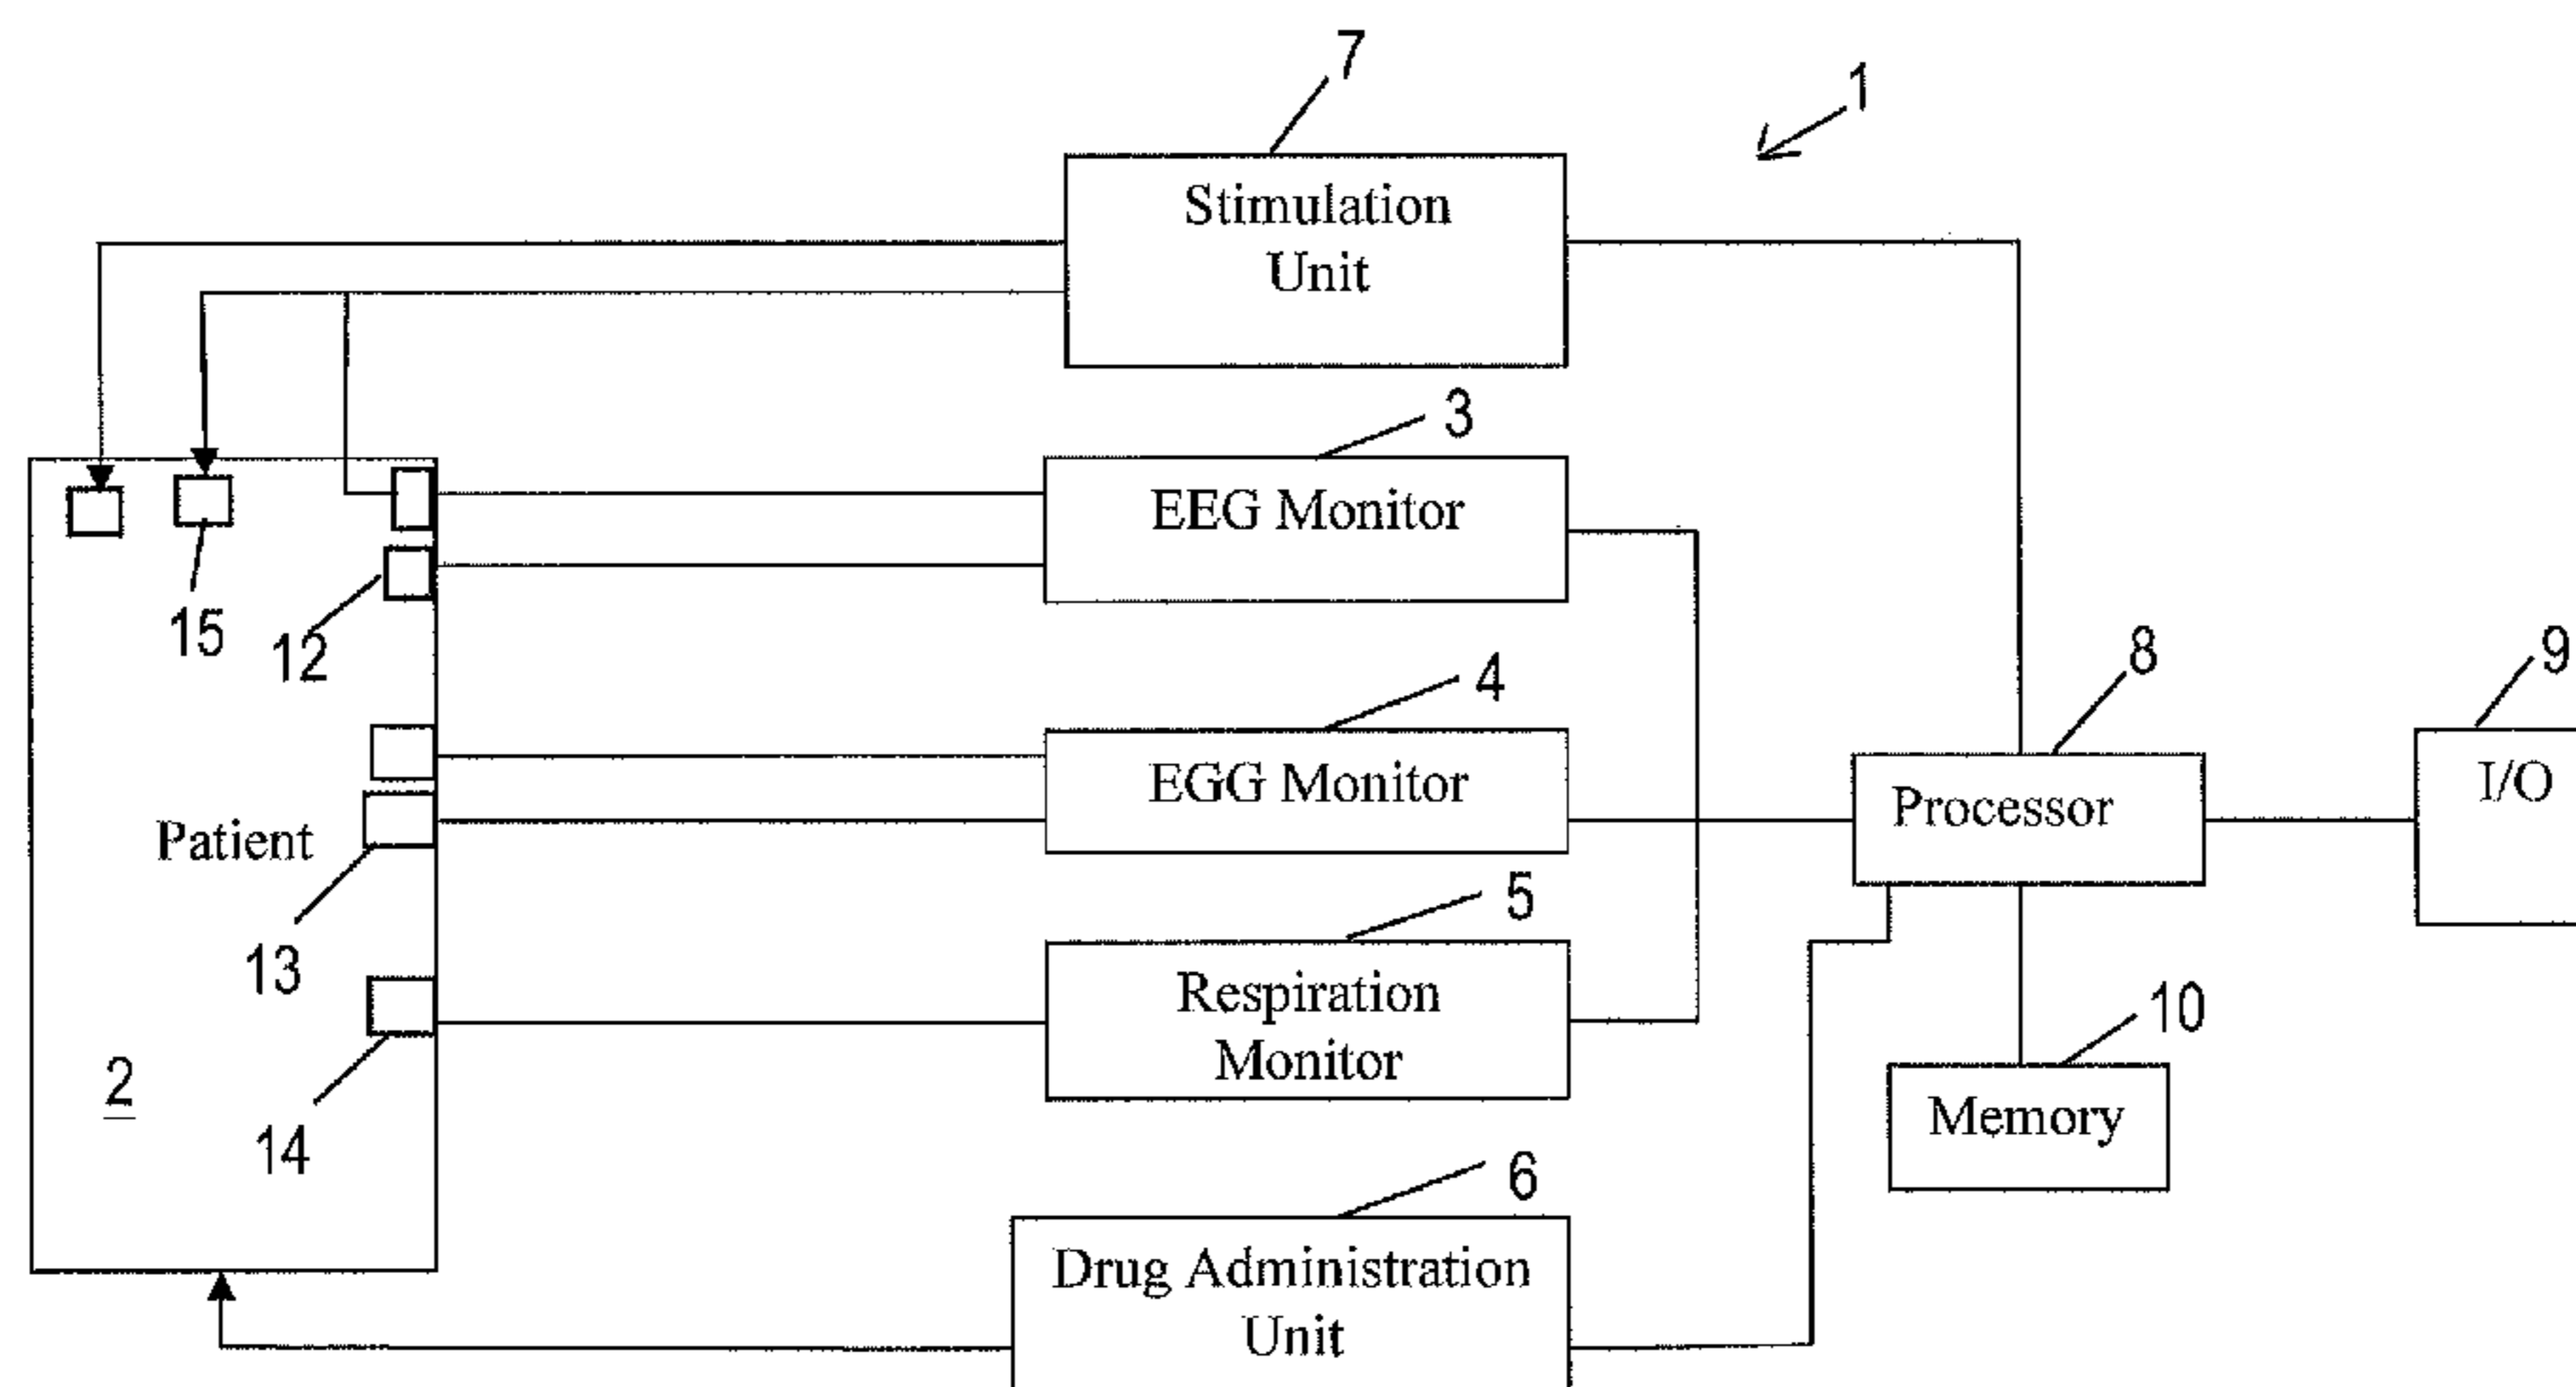 7
1
Stimulation
Unit
3
EEG Monitor
15
12
4
8
9
EGG Monitor
Processor
I/O
Patient
13
5
Respiration
Monitor
10
Memory
2
14
6
Drug Administration
Unit